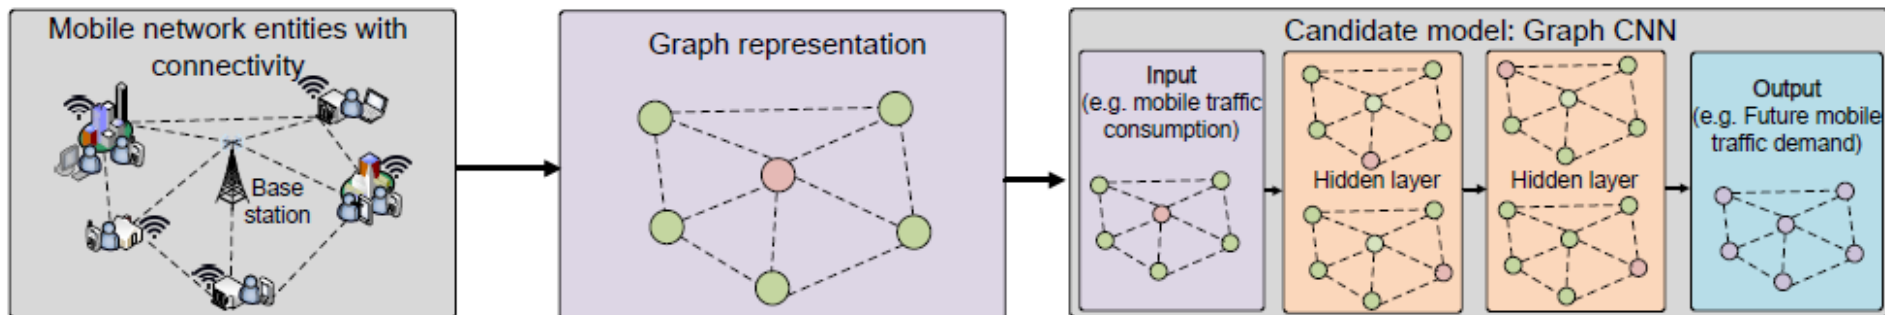 Mobile network entities with
connectivity
Base
station
Graph representation
Candidate model: Graph CNN
Input
(e.g. mobile traffic
consumption)
Hidden layer
Hidden layer
Output
(e.g. Future mobile
traffic demand)